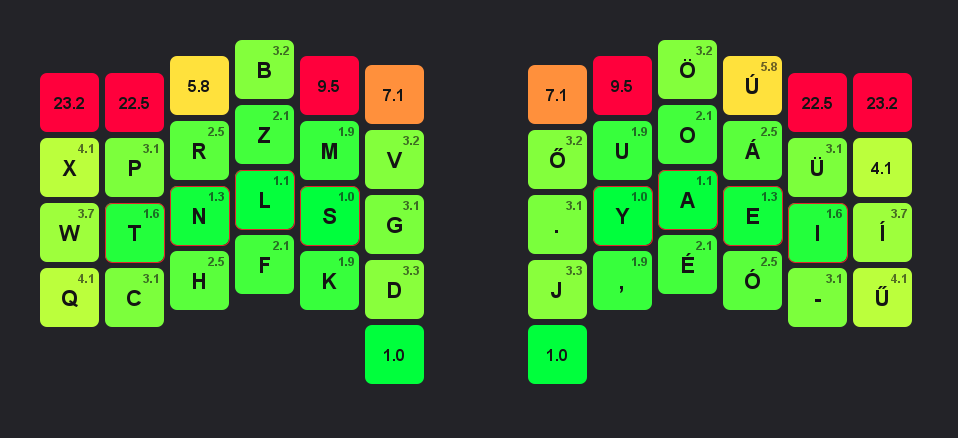 23.2 22.5 5.8 3.2 B 9.5 7.1 7.1 9.5 3.2 Ö 5.8 Ú 22.5 23.2
4.1 X 3.1 P 2.5 R 2.1 Z 1.9 M 3.2 V 3.2 Ő 1.9 U 2.1 O 2.5 Á 3.1 Ü 4.1
3.7 W 1.6 T 1.3 N 1.1 L 1.0 S 3.1 G 3.1 . 1.0 Y 1.1 A 1.3 E 1.6 I 3.7 Í
4.1 Q 3.1 C 2.5 H 2.1 F 1.9 K 3.3 D 3.3 J 1.9 , 2.1 É 2.5 Ó 3.1 - 4.1 Ű
1.0 1.0